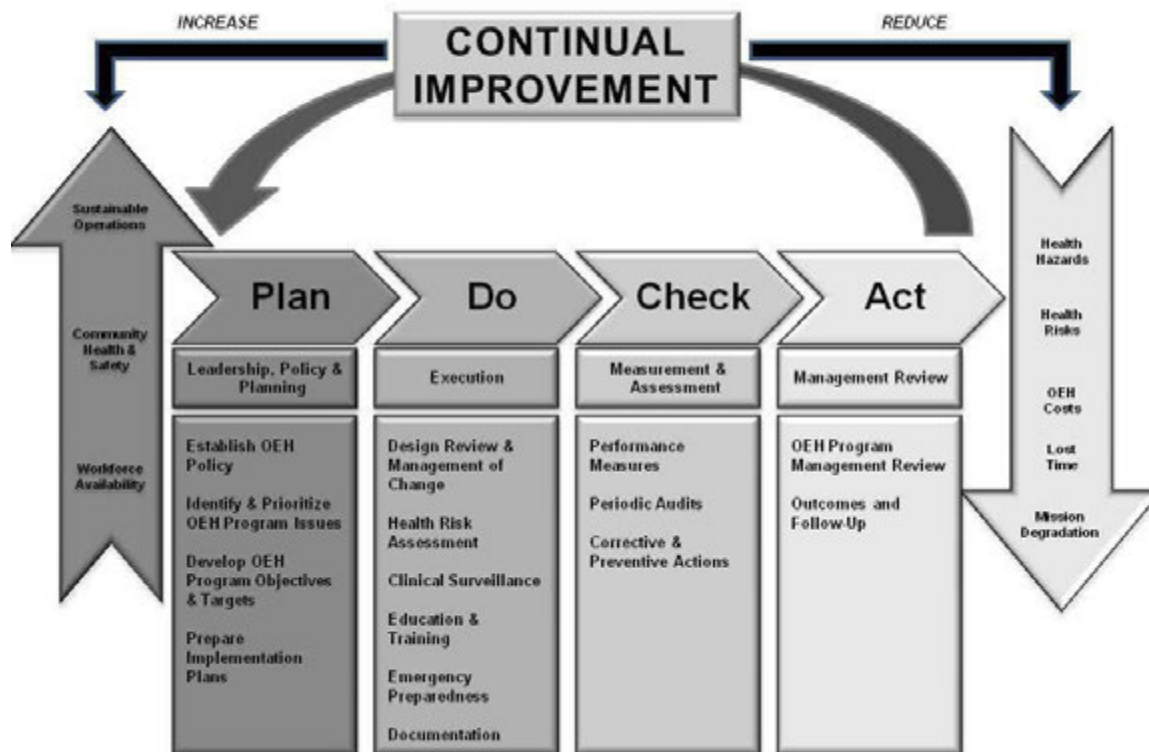 INCREASE
REDUCE
CONTINUAL
IMPROVEMENT
Sustainable
Operations
Community
Health &
Safety
Workforce
Availability
Plan
Leadership, Policy &
Planning
Establish OEH
Policy
Identify & Prioritize
OEH Program Issues
Develop OEH
Program Objectives
& Targets
Prepare
Implementation
Plans
Do
Execution
Design Review &
Management of
Change
Health Risk
Assessment
Clinical Surveillance
Education &
Training
Emergency
Preparedness
Documentation
Check
Measurement &
Assessment
Performance
Measures
Periodic Audits
Corrective &
Preventive Actions
Act
Management Review
OEH Program
Management Review
Outcomes and
Follow-Up
Health
Hazards
Health
Risks
OEH
Costs
Lost
Time
Mission
Degradation